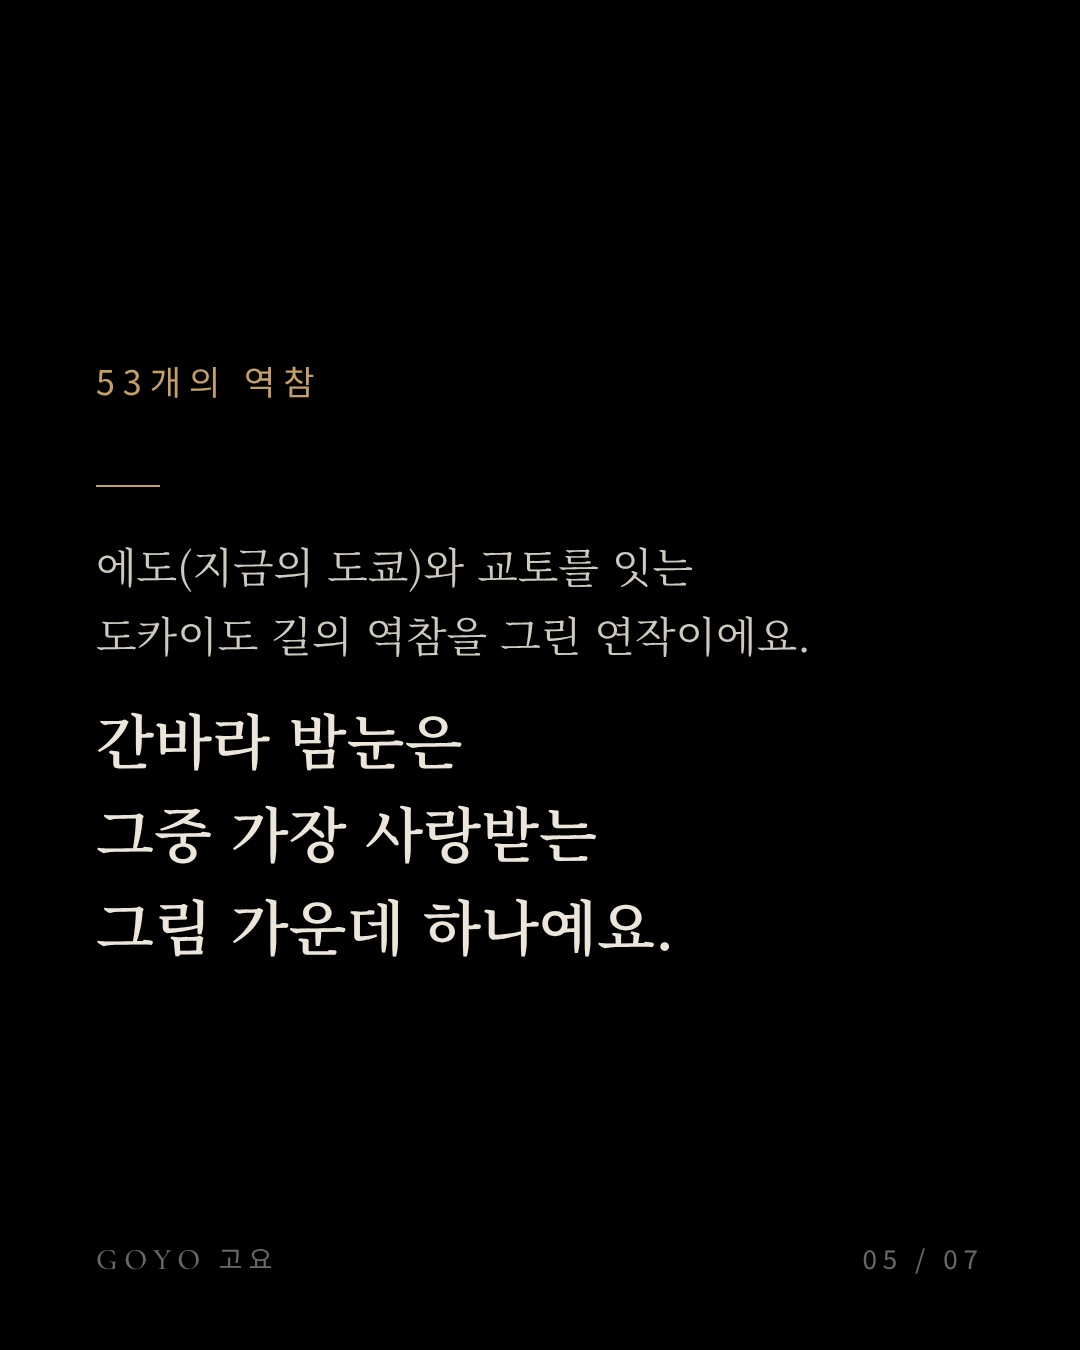 53개의 역참
에도(지금의 도쿄)와 교토를 잇는
도카이도 길의 역참을 그린 연작이에요.
간바라 밤눈은
그중 가장 사랑받는
그림 가운데 하나예요.
GOYO 고요
05 / 07